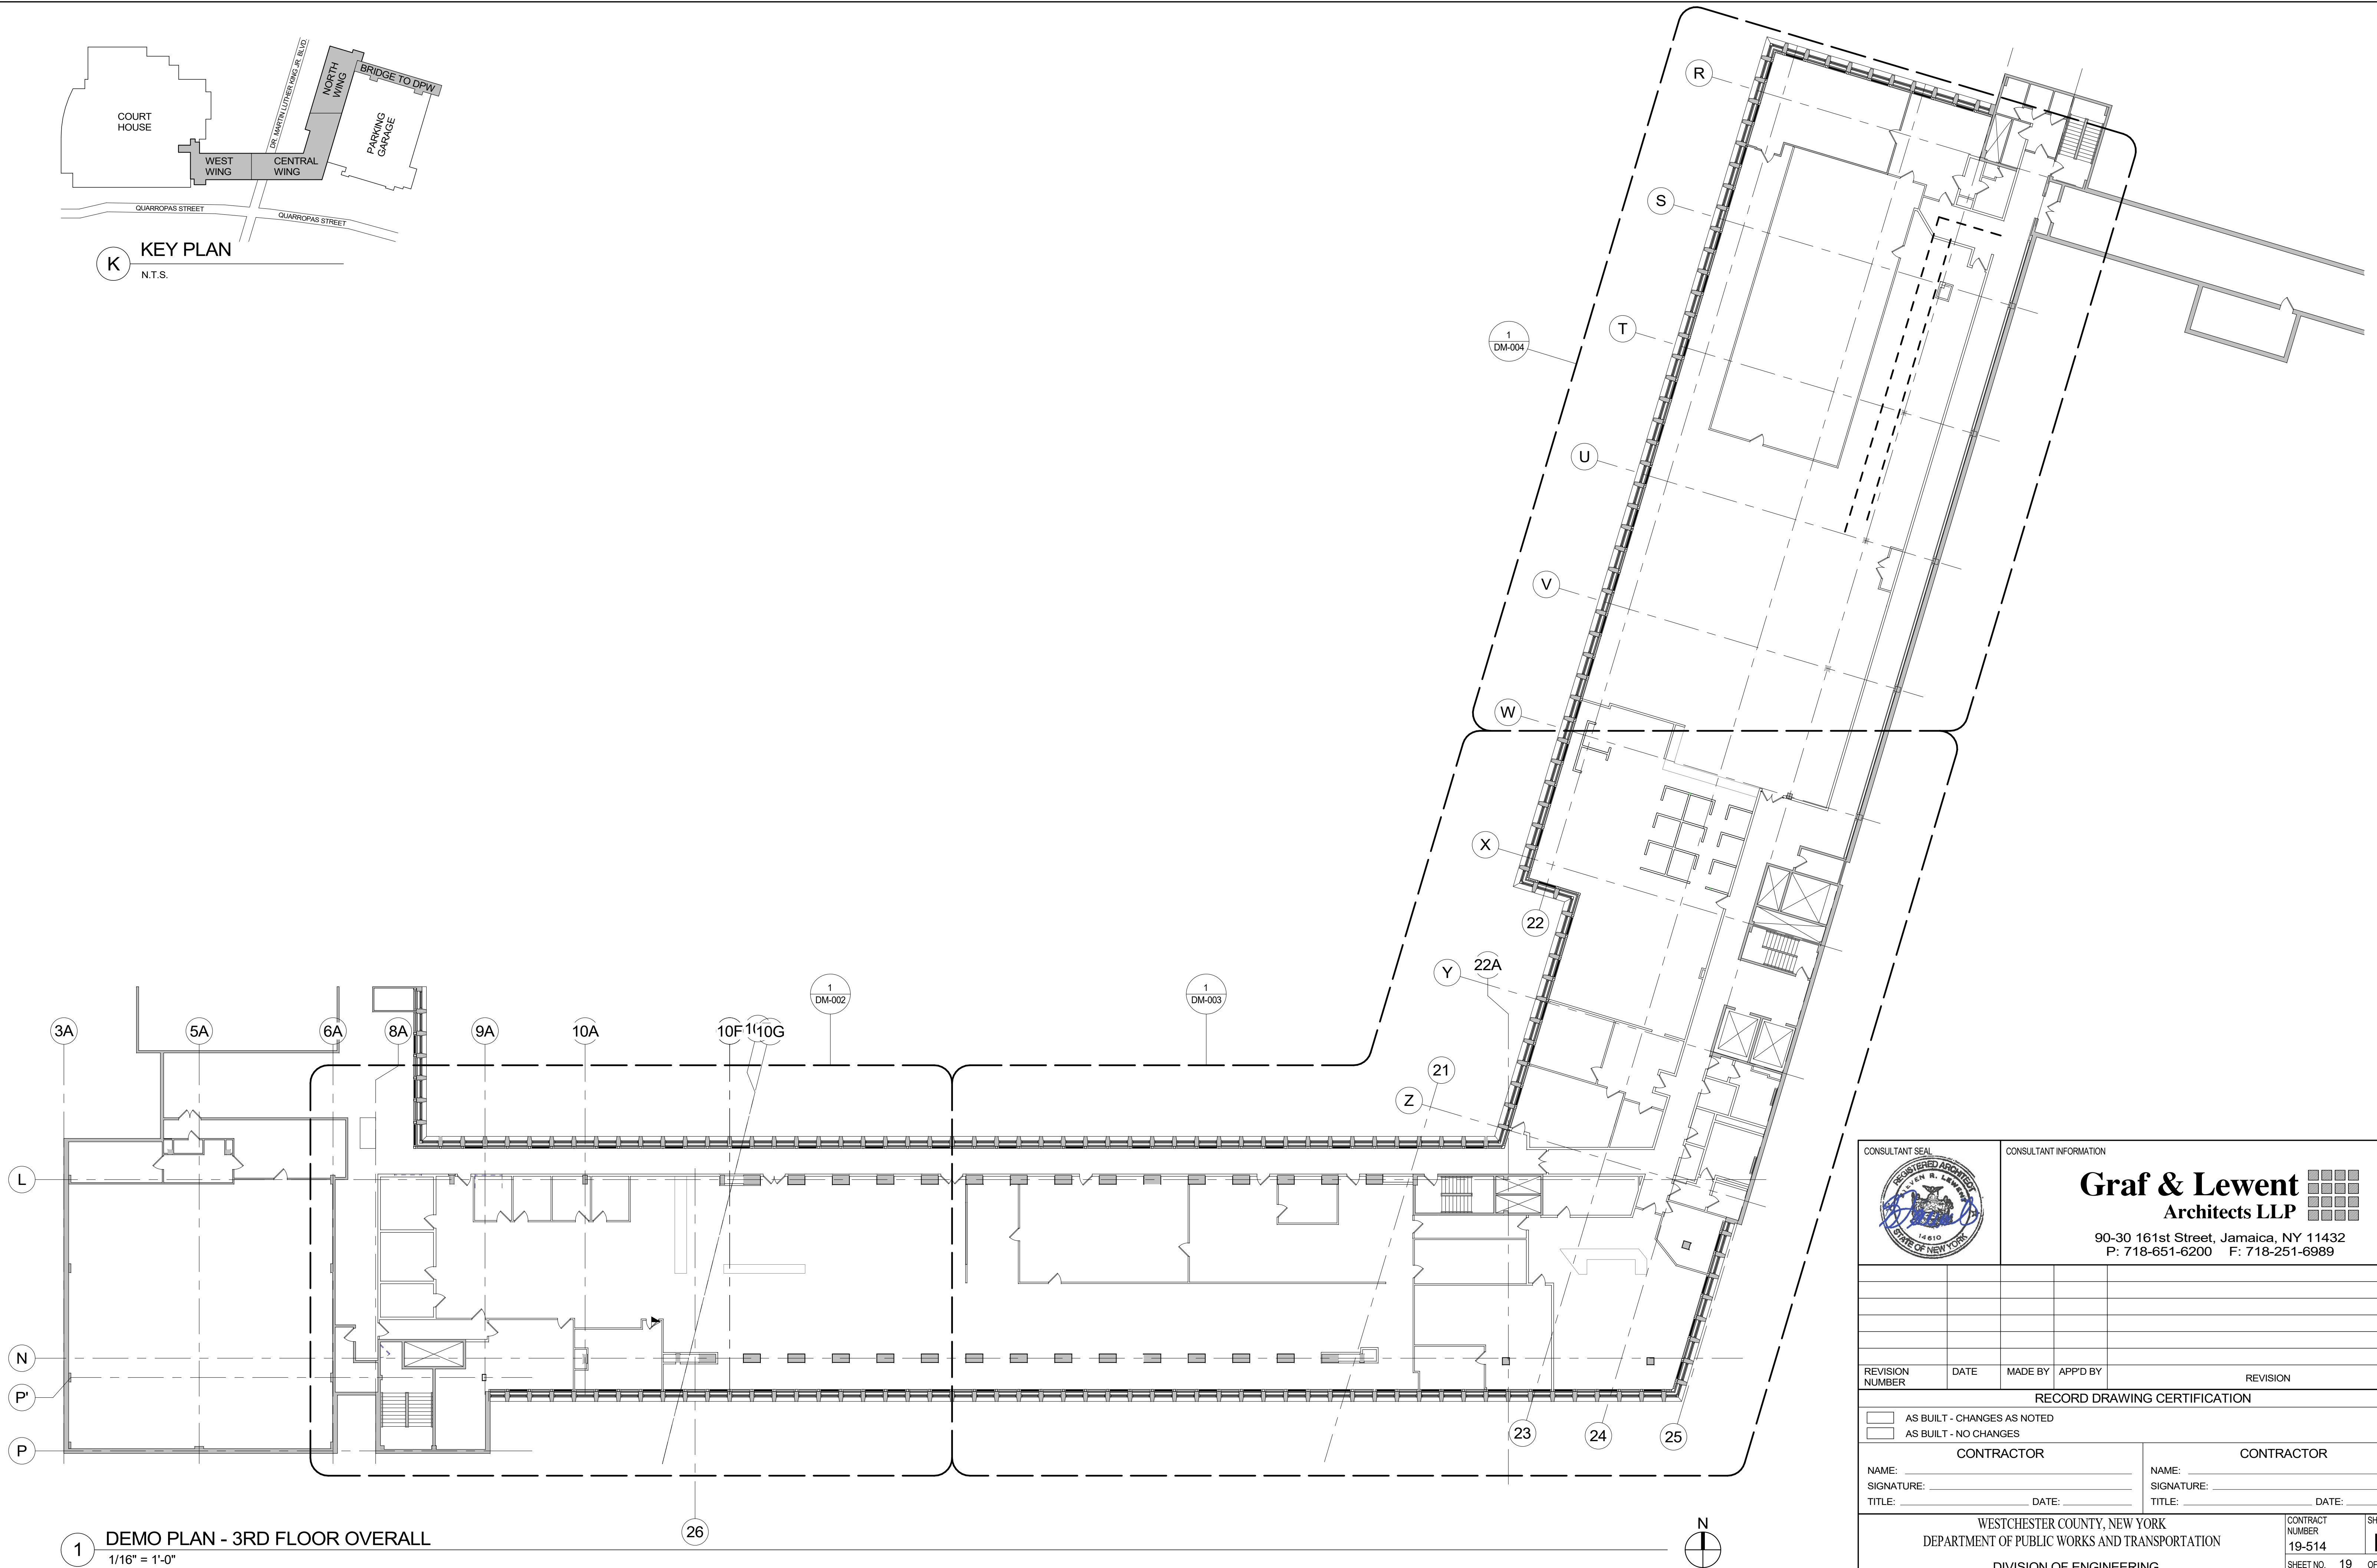 COURT
HOUSE
DR. MARTIN LUTHER KING JR. BLVD.
NORTH
WING
BRIDGE TO DPW
PARKING
GARAGE
WEST
WING
CENTRAL
WING
QUARROPAS STREET
QUARROPAS STREET
K
KEY PLAN
N.T.S.
R
S
T
1
DM-004
U
V
W
X
22
Y
22A
1
DM-002
1
DM-003
3A
5A
6A
8A
9A
10A
10F
10G
21
Z
L
N
P'
P
23
24
25
26
1
DEMO PLAN - 3RD FLOOR OVERALL
1/16" = 1'-0"
N
CONSULTANT SEAL
REGISTERED ARCHITECT
STEVEN R. LEWENT
14610
STATE OF NEW YORK
CONSULTANT INFORMATION
Graf & Lewent
Architects LLP
90-30 161st Street, Jamaica, NY 11432
P: 718-651-6200 F: 718-251-6989
REVISION
NUMBER
DATE
MADE BY
APP'D BY
REVISION
RECORD DRAWING CERTIFICATION
AS BUILT - CHANGES AS NOTED
AS BUILT - NO CHANGES
CONTRACTOR
NAME:
SIGNATURE:
TITLE: DATE:
CONTRACTOR
NAME:
SIGNATURE:
TITLE: DATE:
WESTCHESTER COUNTY, NEW YORK
DEPARTMENT OF PUBLIC WORKS AND TRANSPORTATION
DIVISION OF ENGINEERING
CONTRACT
NUMBER
19-514
SHEET NO. 19